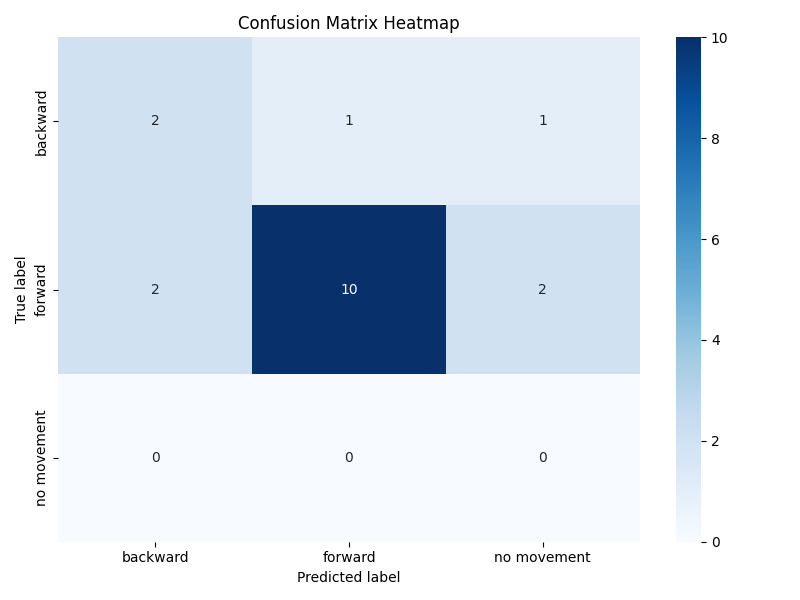 Confusion Matrix Heatmap
backward
forward
no movement
True label
2 1 1
2 10 2
0 0 0
backward forward no movement
Predicted label
10
8
6
4
2
0